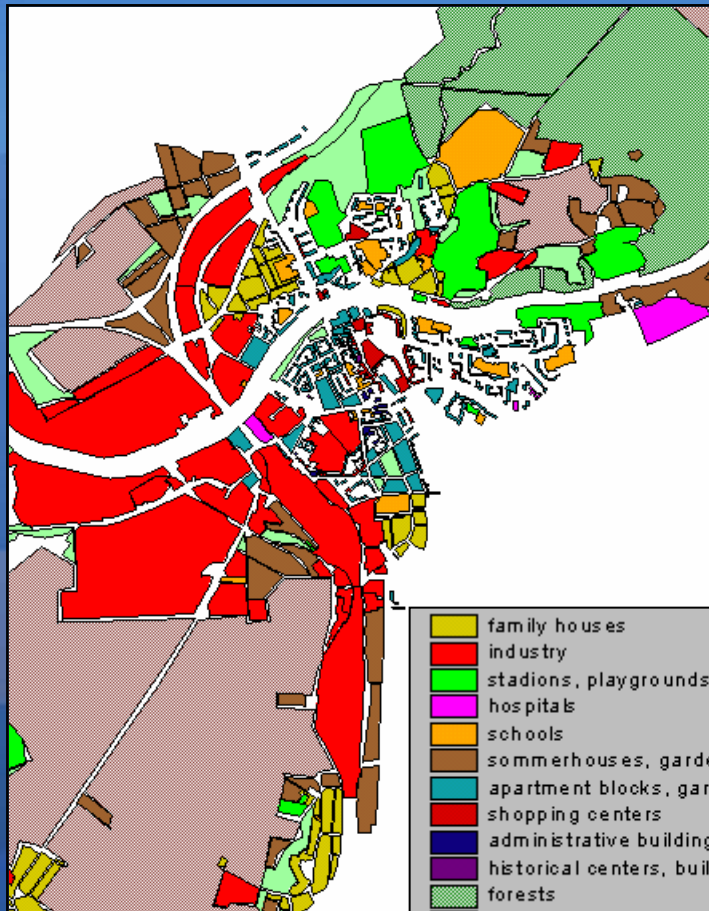 family houses
industry
stadions, playgrounds
hospitals
schools
sommerhouses, garde
apartment blocks, gar
shopping centers
administrative building
historical centers, buil
forests